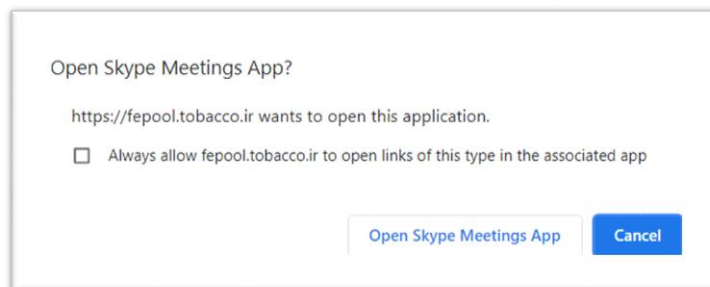 Open Skype Meetings App?
https://fepool.tobacco.ir wants to open this application.
Always allow fepool.tobacco.ir to open links of this type in the associated app
Open Skype Meetings App
Cancel